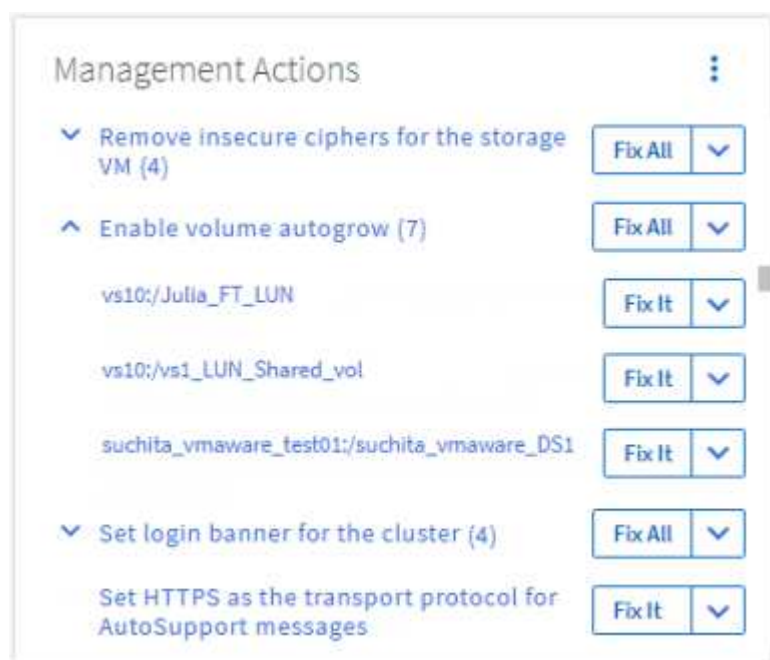 Management Actions
Remove insecure ciphers for the storage
VM (4)
Fix All
Enable volume autogrow (7)
Fix All
vs10:/Julia_FT_LUN
Fix It
vs10:/vs1_LUN_Shared_vol
Fix It
suchita_vmaware_test01:/suchita_vmaware_DS1
Fix It
Set login banner for the cluster (4)
Fix All
Set HTTPS as the transport protocol for
AutoSupport messages
Fix It